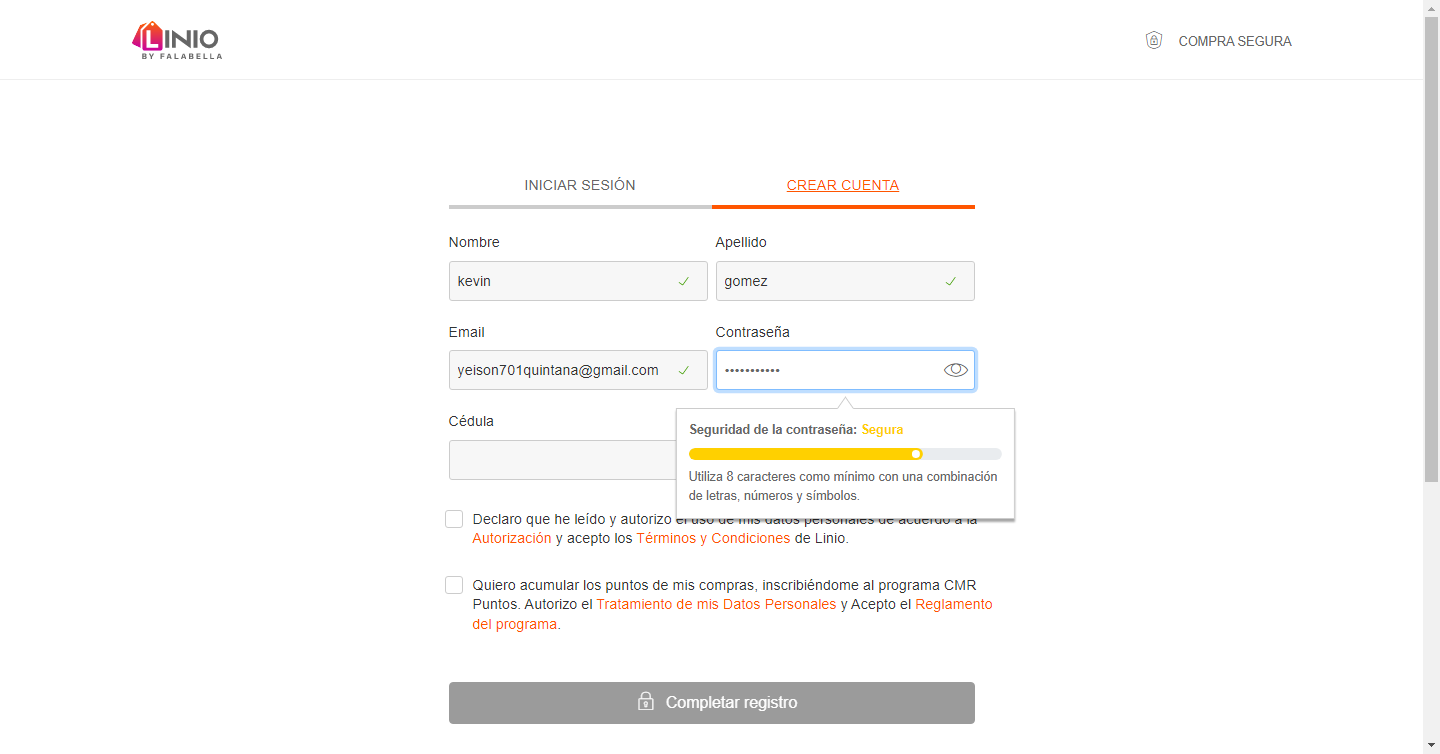 LINIO
BY FALABELLA
COMPRA SEGURA
INICIAR SESIÓN
CREAR CUENTA
Nombre
Apellido
kevin
gomez
Email
Contraseña
yeison701quintana@gmail.com
•••••••••••
Cédula
Seguridad de la contraseña: Segura
Utiliza 8 caracteres como mínimo con una combinación
de letras, números y símbolos.
Declaro que he leído y autorizo el uso de mis datos personales de acuerdo a la
Autorización y acepto los Términos y Condiciones de Linio.
Quiero acumular los puntos de mis compras, inscribiéndome al programa CMR
Puntos. Autorizo el Tratamiento de mis Datos Personales y Acepto el Reglamento
del programa.
Completar registro